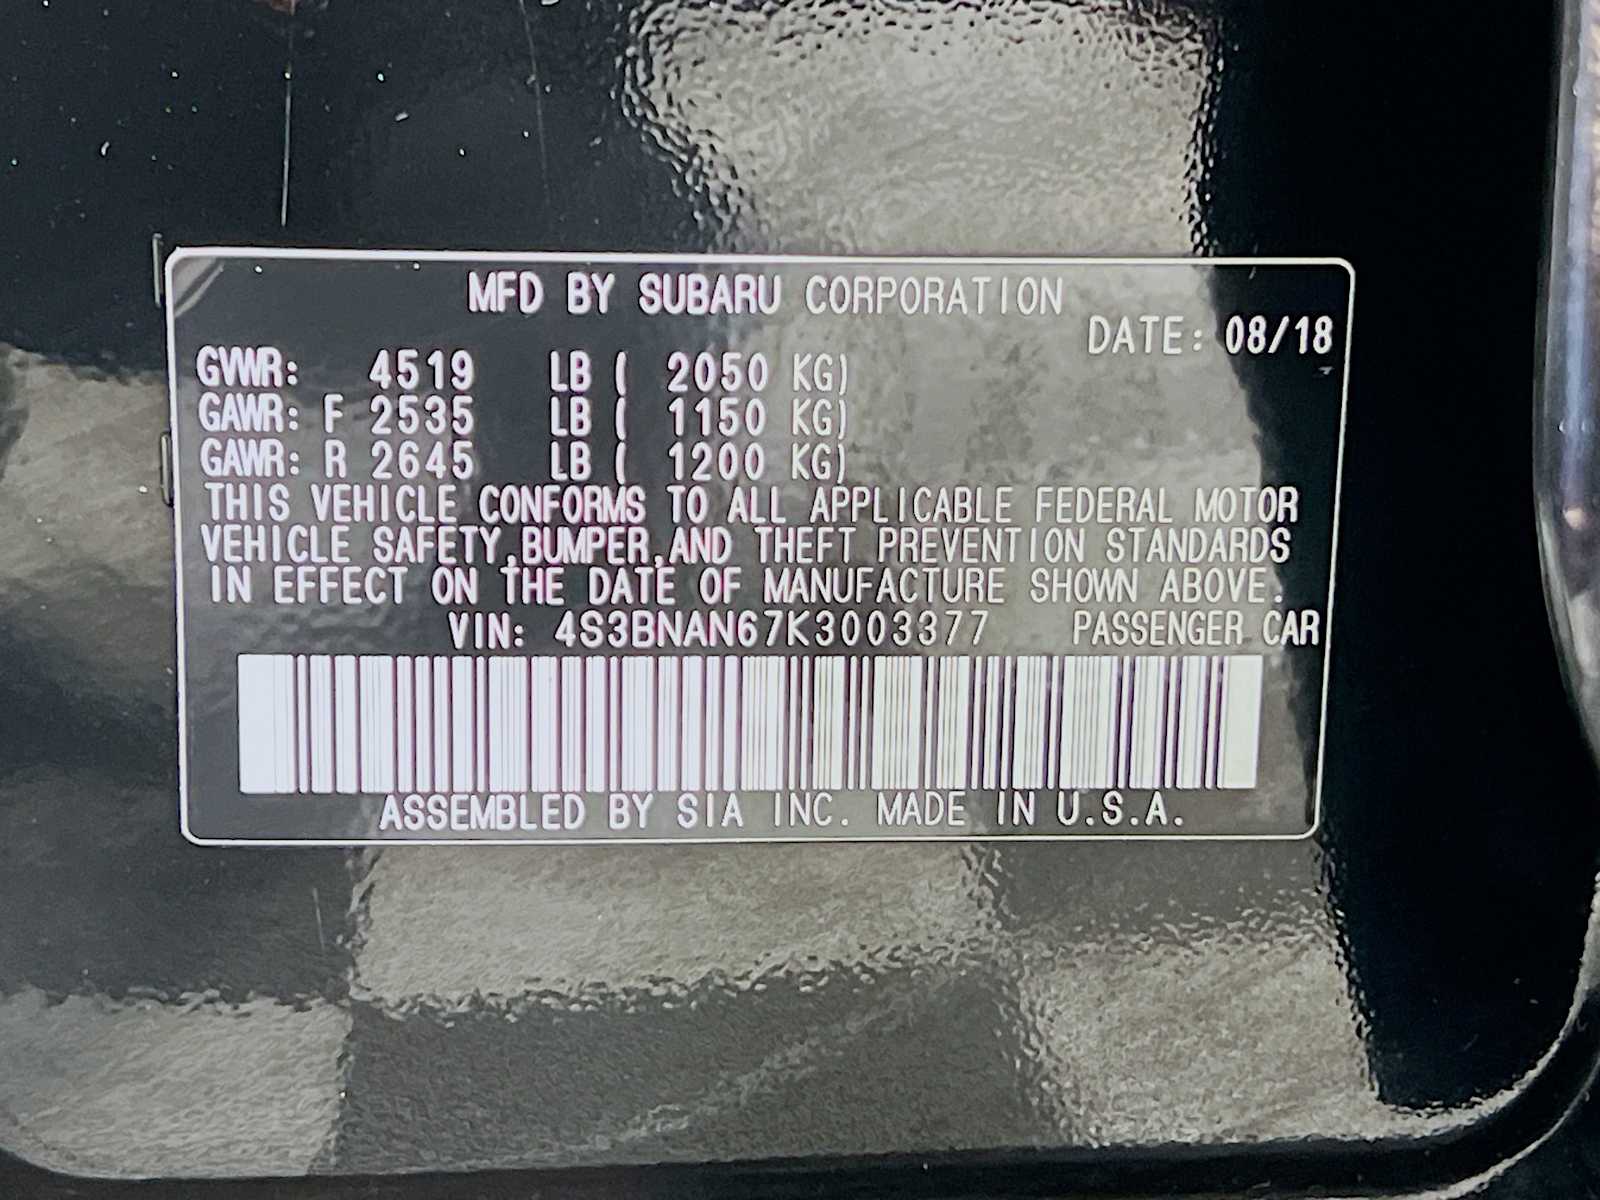 MFD BY SUBARU CORPORATION
DATE: 08/18
GVWR: 4519 LB ( 2050 KG)
GAWR: F 2535 LB ( 1150 KG)
GAWR: R 2645 LB ( 1200 KG)
THIS VEHICLE CONFORMS TO ALL APPLICABLE FEDERAL MOTOR
VEHICLE SAFETY,BUMPER,AND THEFT PREVENTION STANDARDS
IN EFFECT ON THE DATE OF MANUFACTURE SHOWN ABOVE.
VIN: 4S3BNAN67K3003377 PASSENGER CAR
ASSEMBLED BY SIA INC. MADE IN U.S.A.